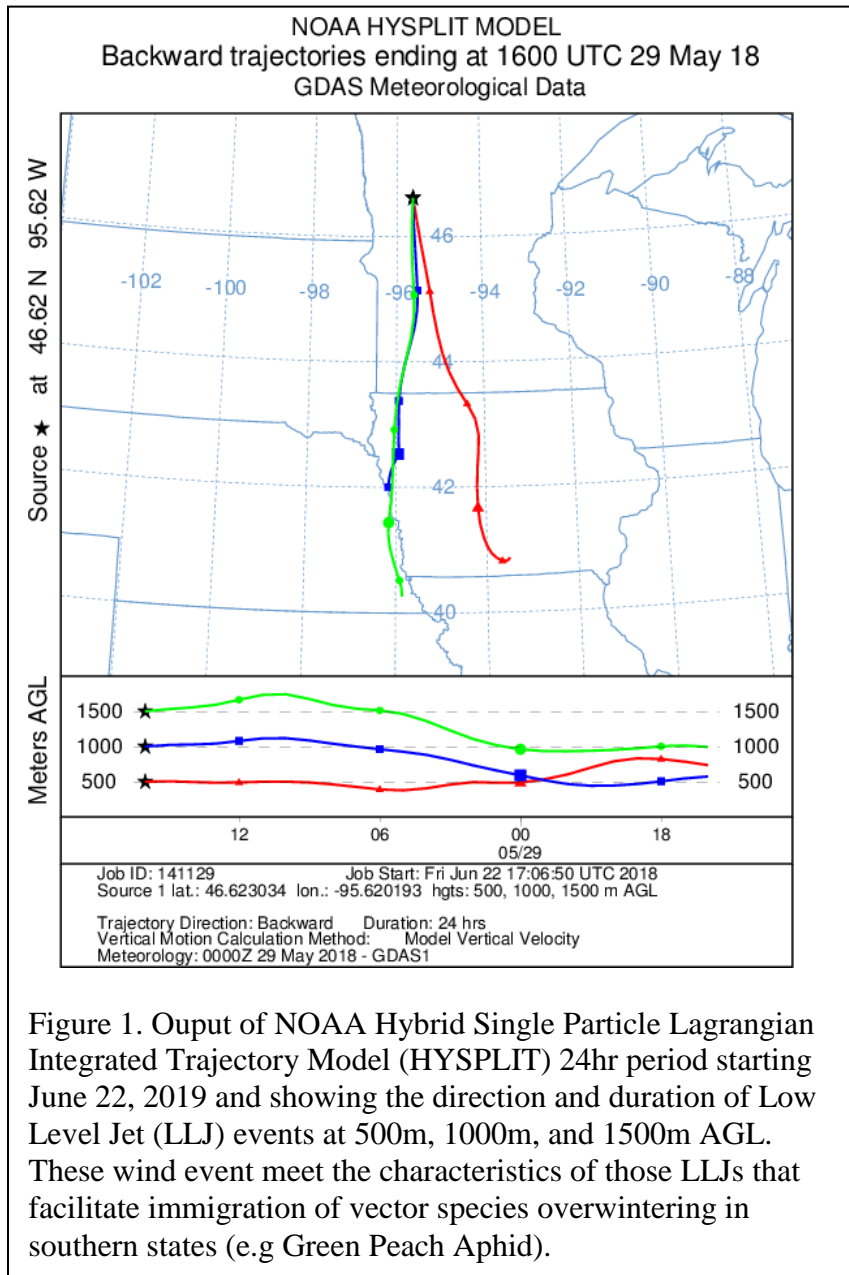 NOAA HYSPLIT MODEL
Backward trajectories ending at 1600 UTC 29 May 18
GDAS Meteorological Data
Source ★ at 46.62 N 95.62 W
46
-102
-100
-98
-96
-94
-92
-90
-88
44
42
40
Meters AGL
1500
1500
1000
1000
500
500
12
06
00
18
05/29
Job ID: 141129 Job Start: Fri Jun 22 17:06:50 UTC 2018
Source 1 lat.: 46.623034 lon.: -95.620193 hgts: 500, 1000, 1500 m AGL
Trajectory Direction: Backward Duration: 24 hrs
Vertical Motion Calculation Method: Model Vertical Velocity
Meteorology: 0000Z 29 May 2018 - GDAS1
Figure 1. Ouput of NOAA Hybrid Single Particle Lagrangian
Integrated Trajectory Model (HYSPLIT) 24hr period starting
June 22, 2019 and showing the direction and duration of Low
Level Jet (LLJ) events at 500m, 1000m, and 1500m AGL.
These wind event meet the characteristics of those LLJs that
facilitate immigration of vector species overwintering in
southern states (e.g Green Peach Aphid).